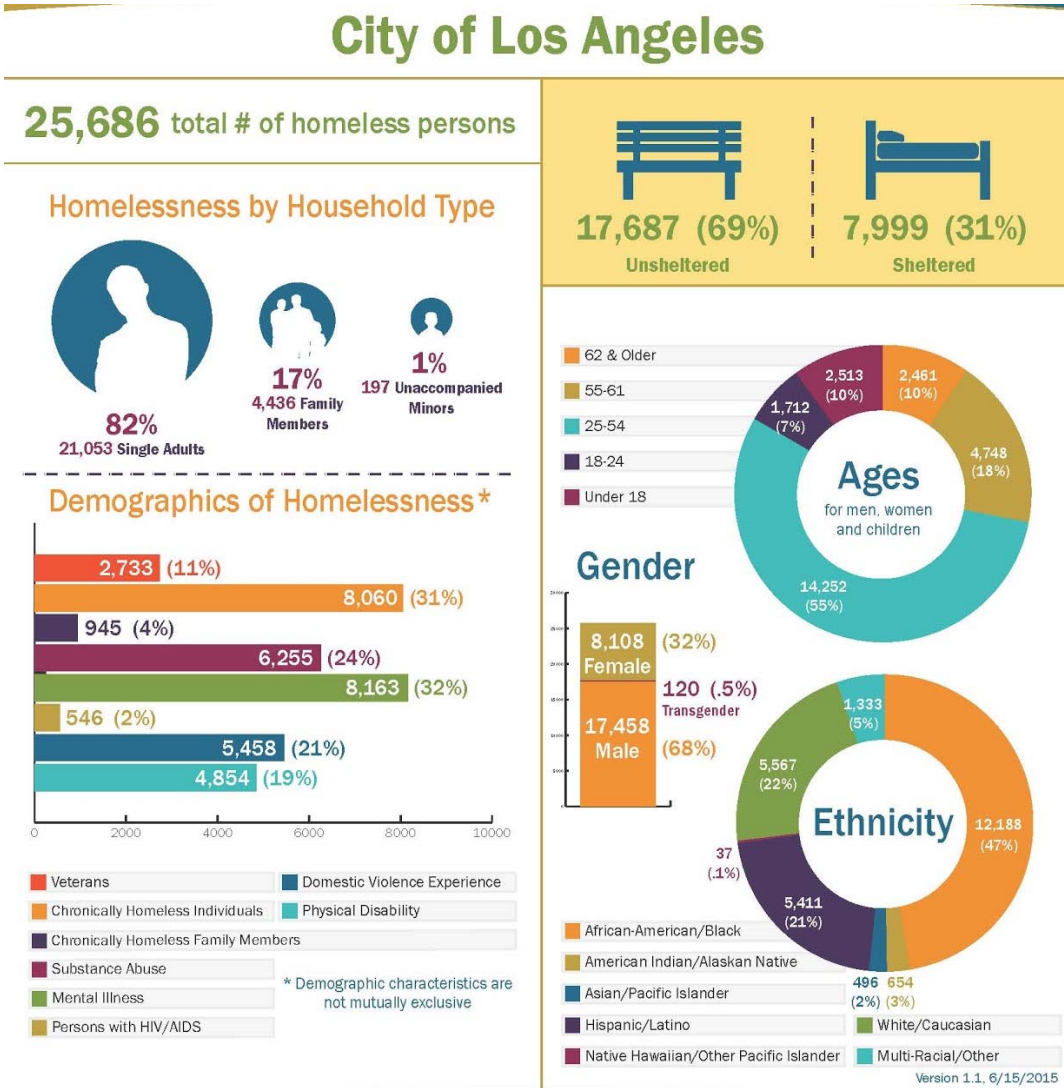 City of Los Angeles
25,686 total # of homeless persons
17,687 (69%)
Unsheltered
7,999 (31%)
Sheltered
Homelessness by Household Type
82%
21,053 Single Adults
17%
4,436 Family
Members
1%
197 Unaccompanied
Minors
Demographics of Homelessness*
2,733 (11%)
8,060 (31%)
945 (4%)
6,255 (24%)
8,163 (32%)
546 (2%)
5,458 (21%)
4,854 (19%)
0 2000 4000 6000 8000 10000
Veterans
Domestic Violence Experience
Chronically Homeless Individuals
Physical Disability
Chronically Homeless Family Members
Substance Abuse
Mental Illness
Persons with HIV/AIDS
* Demographic characteristics are
not mutually exclusive
62 & Older
55-61
25-54
18-24
Under 18
2,513
(10%)
2,461
(10%)
1,712
(7%)
4,748
(18%)
14,252
(55%)
Ages
for men, women
and children
Gender
8,108
Female
(32%)
120 (.5%)
Transgender
17,458
Male
(68%)
1,333
(5%)
5,567
(22%)
12,188
(47%)
37
(.1%)
5,411
(21%)
496
(2%)
654
(3%)
Ethnicity
African-American/Black
American Indian/Alaskan Native
Asian/Pacific Islander
Hispanic/Latino
White/Caucasian
Native Hawaiian/Other Pacific Islander
Multi-Racial/Other
Version 1.1, 6/15/2015